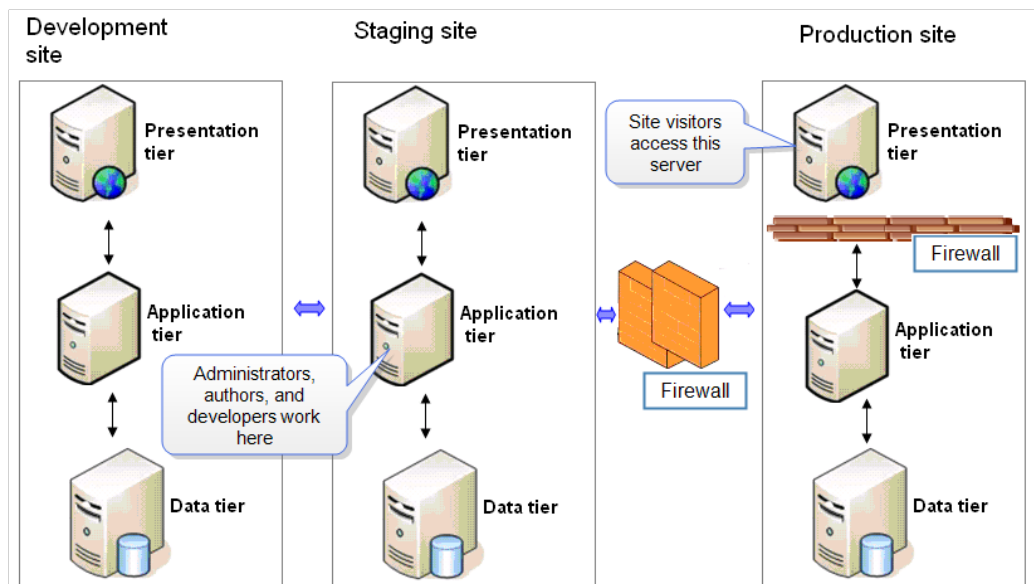 Development
site
Staging site
Production site
Presentation
tier
Application
tier
Data tier
Presentation
tier
Application
tier
Administrators,
authors, and
developers work
here
Data tier
Firewall
Site visitors
access this
server
Presentation
tier
Firewall
Application
tier
Data tier